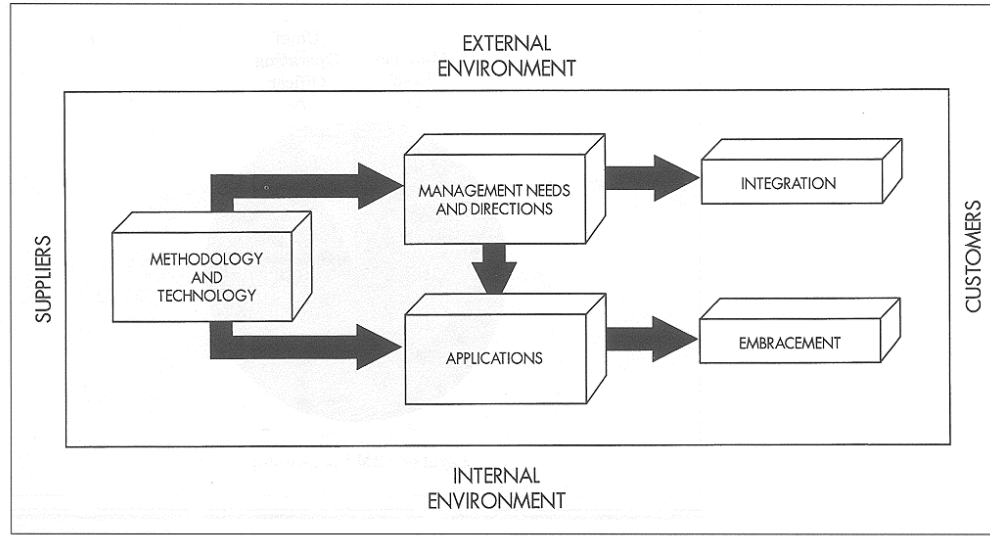 EXTERNAL
ENVIRONMENT
SUPPLIERS
METHODOLOGY
AND
TECHNOLOGY
MANAGEMENT NEEDS
AND DIRECTIONS
INTEGRATION
APPLICATIONS
EMBRACEMENT
CUSTOMERS
INTERNAL
ENVIRONMENT